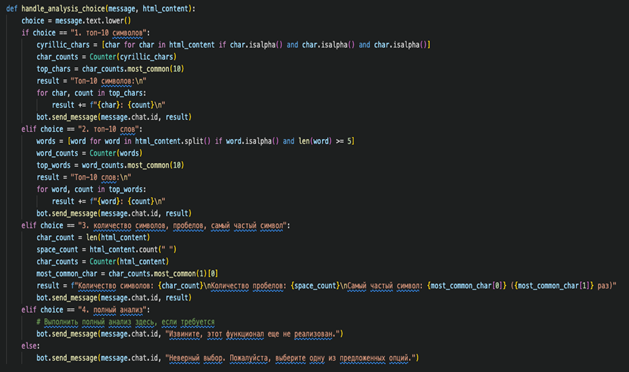 def handle_analysis_choice(message, html_content):
    choice = message.text.lower()
    if choice == "1. топ-10 символов":
        cyrillic_chars = [char for char in html_content if char.isalpha() and char.isalpha() and char.isalpha()]
        char_counts = Counter(cyrillic_chars)
        top_chars = char_counts.most_common(10)
        result = "Топ-10 символов:\n"
        for char, count in top_chars:
            result += f"{char}: {count}\n"
        bot.send_message(message.chat.id, result)
    elif choice == "2. топ-10 слов":
        words = [word for word in html_content.split() if word.isalpha() and len(word) >= 5]
        word_counts = Counter(words)
        top_words = word_counts.most_common(10)
        result = "Топ-10 слов:\n"
        for word, count in top_words:
            result += f"{word}: {count}\n"
        bot.send_message(message.chat.id, result)
    elif choice == "3. количество символов, пробелов, самый частый символ":
        char_count = len(html_content)
        space_count = html_content.count(" ")
        char_counts = Counter(html_content)
        most_common_char = char_counts.most_common(1)[0]
        result = f"Количество символов: {char_count}\nКоличество пробелов: {space_count}\nСамый частый символ: {most_common_char[0]} ({most_common_char[1]} раз)"
        bot.send_message(message.chat.id, result)
    elif choice == "4. полный анализ":
        # Выполнить полный анализ здесь, если требуется
        bot.send_message(message.chat.id, "Извините, этот функционал еще не реализован.")
    else:
        bot.send_message(message.chat.id, "Неверный выбор. Пожалуйста, выберите одну из предложенных опций.")